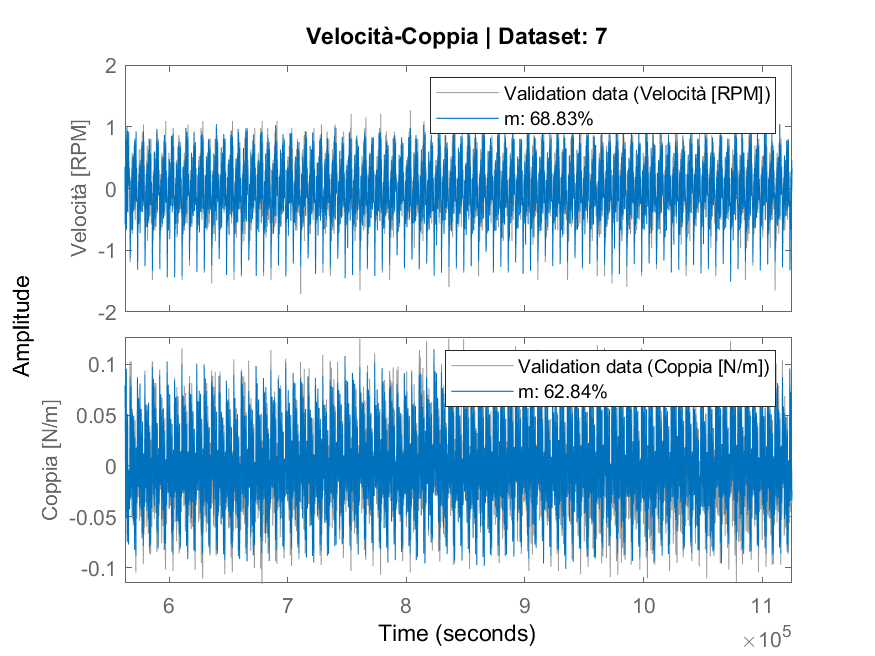 Velocità-Coppia | Dataset: 7
2
1
0
-1
-2
Velocità [RPM]
Validation data (Velocità [RPM])
m: 68.83%
Amplitude
0.1
0.05
0
-0.05
-0.1
Coppia [N/m]
Validation data (Coppia [N/m])
m: 62.84%
6 7 8 9 10 11
Time (seconds)
×10^5